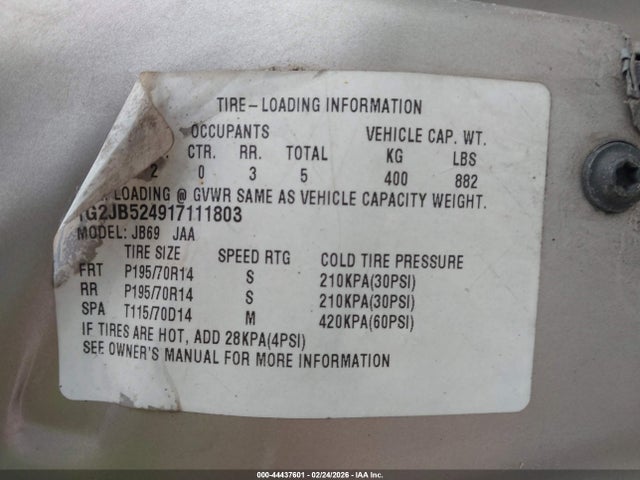 TIRE-LOADING INFORMATION
OCCUPANTS VEHICLE CAP. WT.
CTR. RR. TOTAL KG LBS
2 0 3 5 400 882
LOADING @ GVWR SAME AS VEHICLE CAPACITY WEIGHT.
1G2JB524917111803
MODEL: JB69 JAA
TIRE SIZE SPEED RTG COLD TIRE PRESSURE
FRT P195/70R14 S 210KPA(30PSI)
RR P195/70R14 S 210KPA(30PSI)
SPA T115/70D14 M 420KPA(60PSI)
IF TIRES ARE HOT, ADD 28KPA(4PSI)
SEE OWNER'S MANUAL FOR MORE INFORMATION
000-44437601 - 02/24/2026 - IAA Inc.